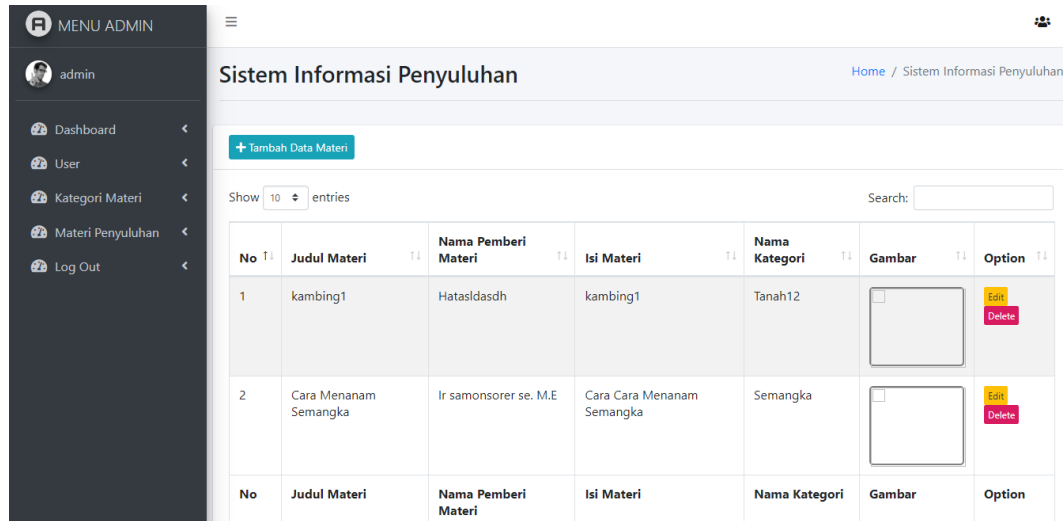 MENU ADMIN
admin
Dashboard
User
Kategori Materi
Materi Penyuluhan
Log Out
Sistem Informasi Penyuluhan
Home / Sistem Informasi Penyuluhan
Tambah Data Materi
Show 10 entries
Search:
No Judul Materi Nama Pemberi Materi Isi Materi Nama Kategori Gambar Option
1 kambing1 Hatasldasdh kambing1 Tanah12 Edit
Delete
2 Cara Menanam Semangka Ir samonsorer se. M.E Cara Cara Menanam Semangka Semangka Edit
Delete
No Judul Materi Nama Pemberi Materi Isi Materi Nama Kategori Gambar Option